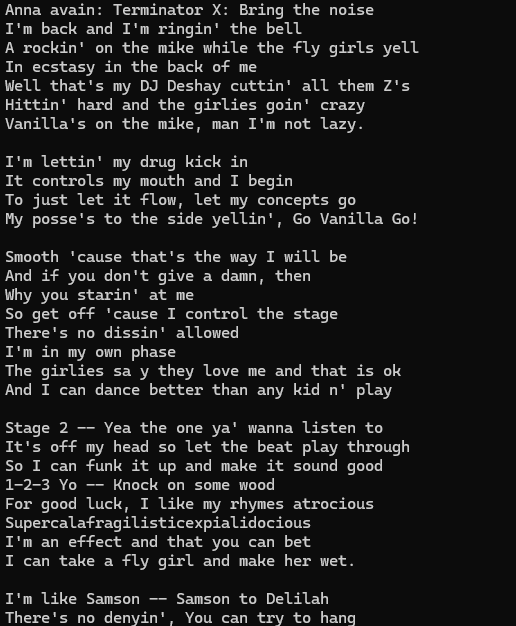 Anna avain: Terminator X: Bring the noise
I'm back and I'm ringin' the bell
A rockin' on the mike while the fly girls yell
In ecstasy in the back of me
Well that's my DJ Deshay cuttin' all them Z's
Hittin' hard and the girlies goin' crazy
Vanilla's on the mike, man I'm not lazy.

I'm lettin' my drug kick in
It controls my mouth and I begin
To just let it flow, let my concepts go
My posse's to the side yellin', Go Vanilla Go!

Smooth 'cause that's the way I will be
And if you don't give a damn, then
Why you starin' at me
So get off 'cause I control the stage
There's no dissin' allowed
I'm in my own phase
The girlies sa y they love me and that is ok
And I can dance better than any kid n' play

Stage 2 -- Yea the one ya' wanna listen to
It's off my head so let the beat play through
So I can funk it up and make it sound good
1-2-3 Yo -- Knock on some wood
For good luck, I like my rhymes atrocious
Supercalafragilisticexpialidocious
I'm an effect and that you can bet
I can take a fly girl and make her wet.

I'm like Samson -- Samson to Delilah
There's no denyin', You can try to hang